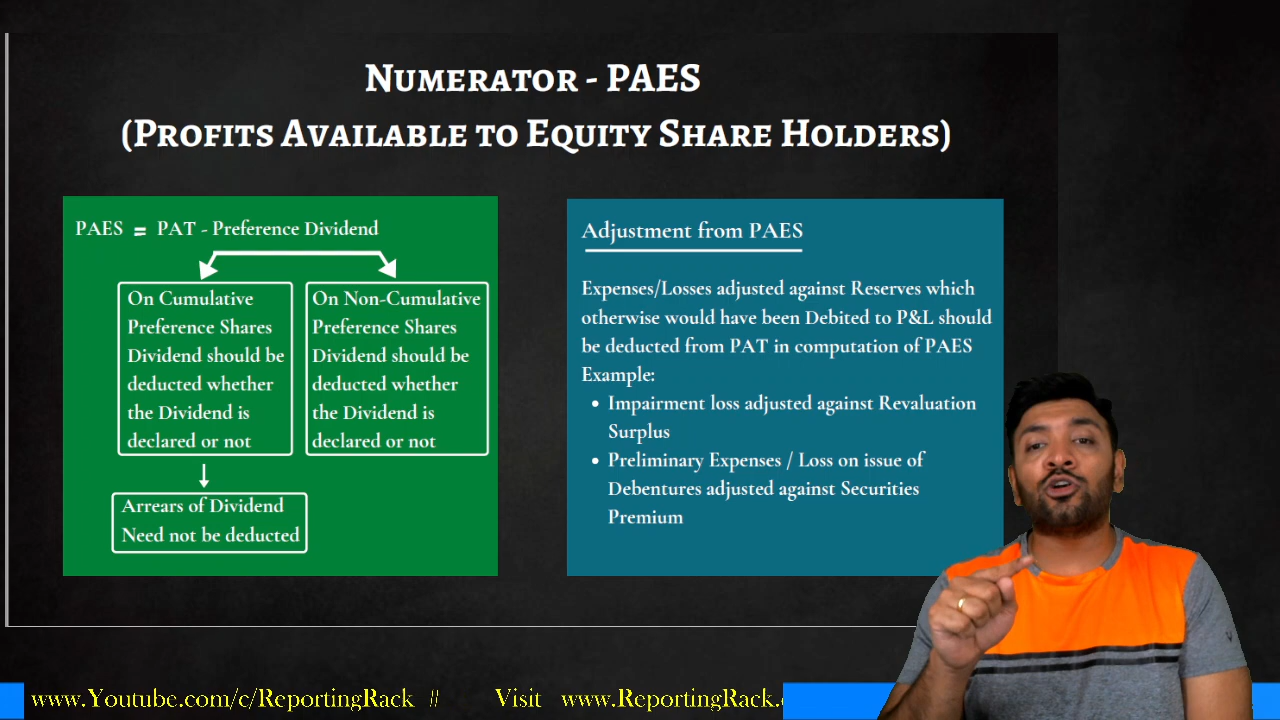 Numerator - PAES
(Profits Available to Equity Share Holders)
PAES = PAT - Preference Dividend
On Cumulative
Preference Shares
Dividend should be
deducted whether
the Dividend is
declared or not
On Non-Cumulative
Preference Shares
Dividend should be
deducted whether
the Dividend is
declared or not
Arrears of Dividend
Need not be deducted
Adjustment from PAES
Expenses/Losses adjusted against Reserves which
otherwise would have been Debited to P&L should
be deducted from PAT in computation of PAES
Example:
• Impairment loss adjusted against Revaluation
Surplus
• Preliminary Expenses / Loss on issue of
Debentures adjusted against Securities
Premium
www.Youtube.com/c/ReportingRack # Visit www.ReportingRack.